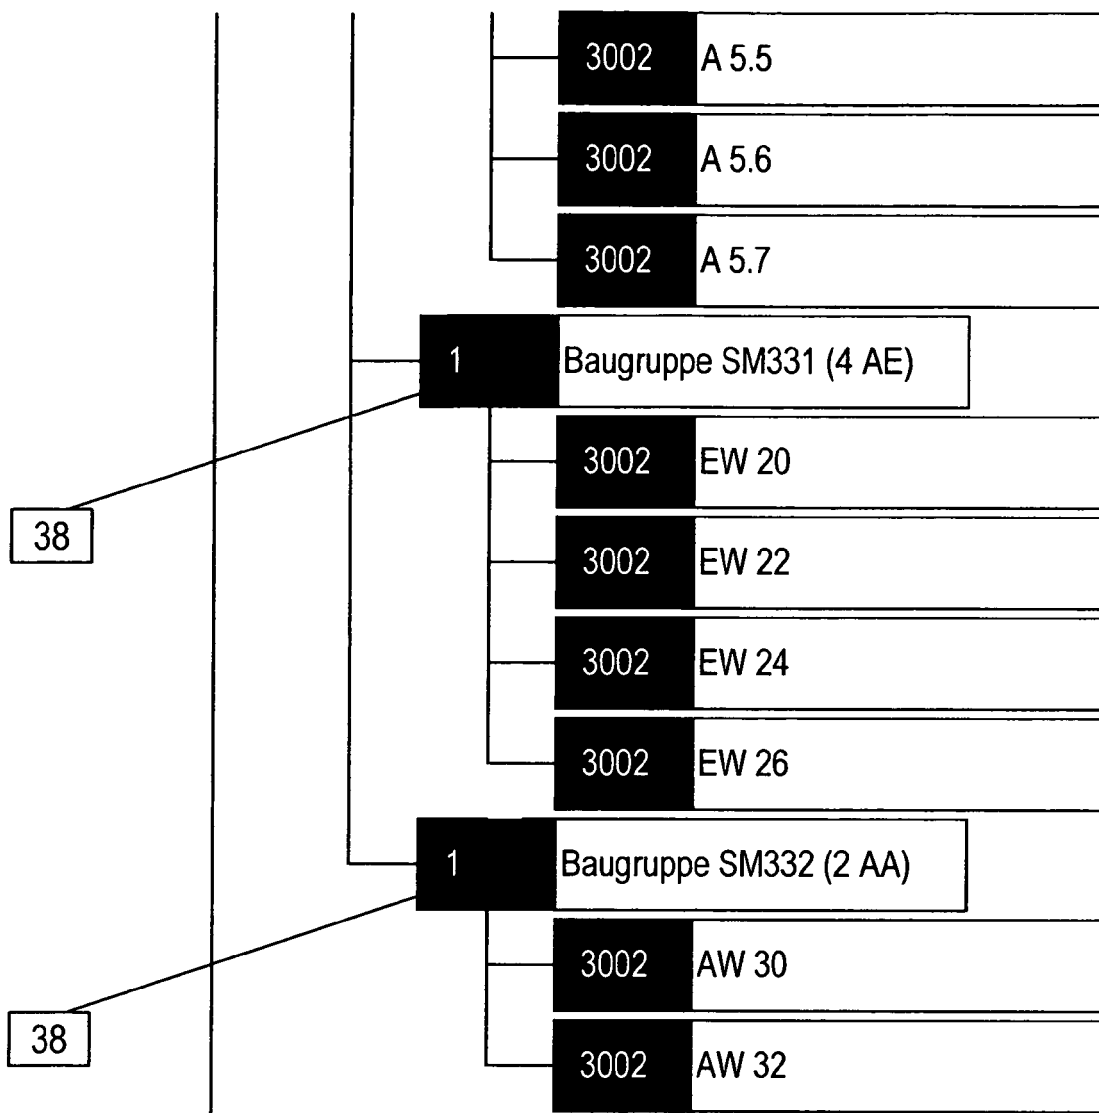 3002 A 5.5
3002 A 5.6
3002 A 5.7
1 Baugruppe SM331 (4 AE)
3002 EW 20
38
3002 EW 22
3002 EW 24
3002 EW 26
1 Baugruppe SM332 (2 AA)
3002 AW 30
38
3002 AW 32